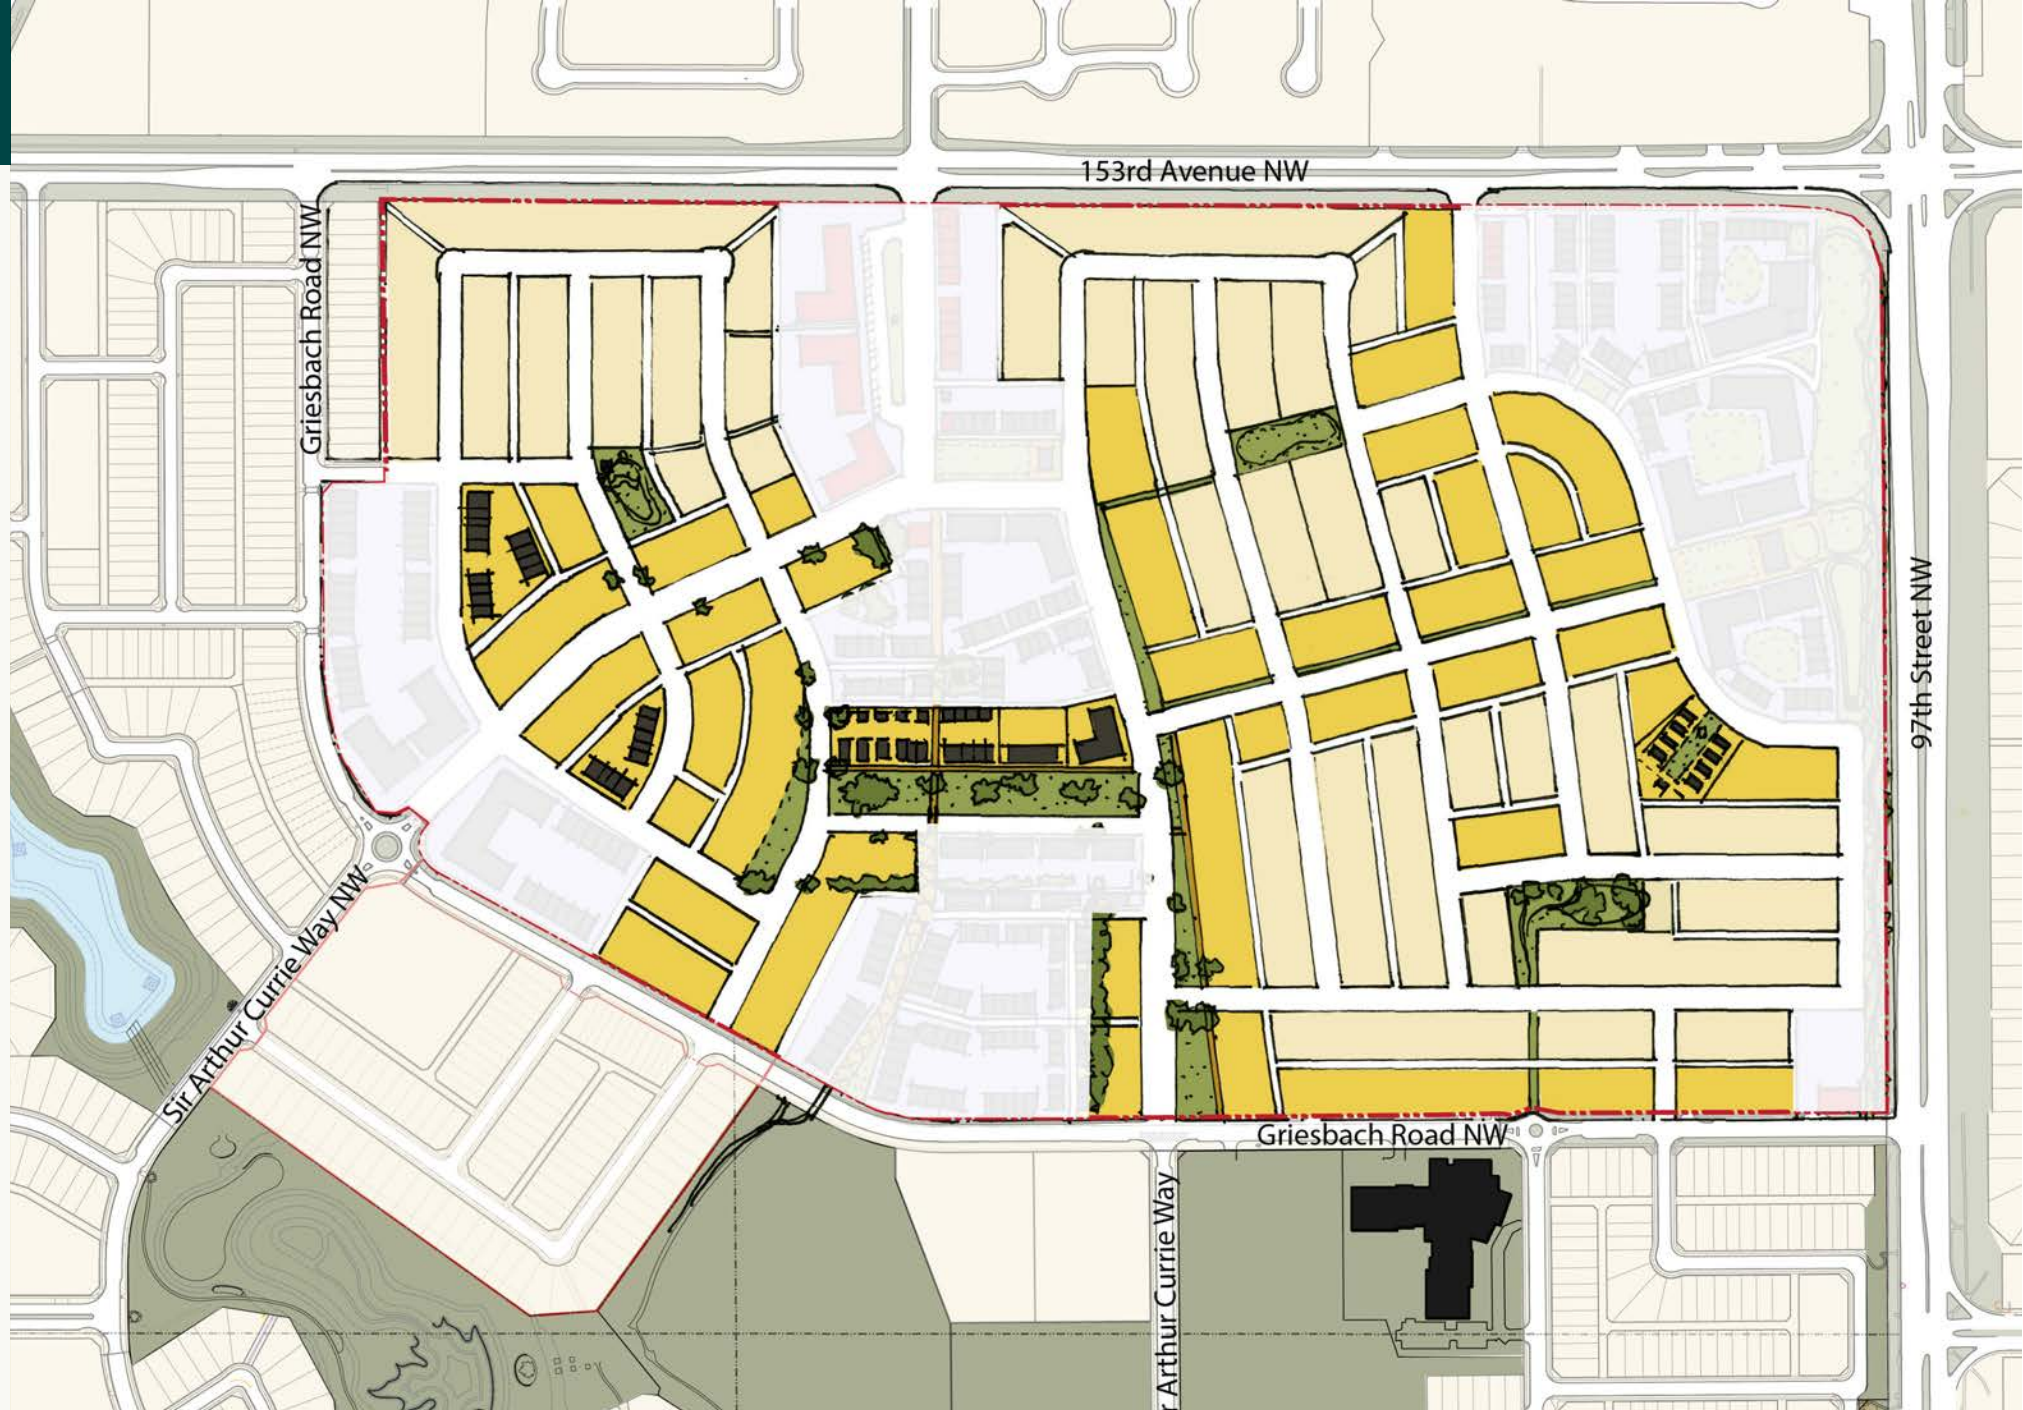 153rd Avenue NW
Griesbach Road NW
97th Street NW
Sir Arthur Currie Way NW
Griesbach Road NW
Arthur Currie Way